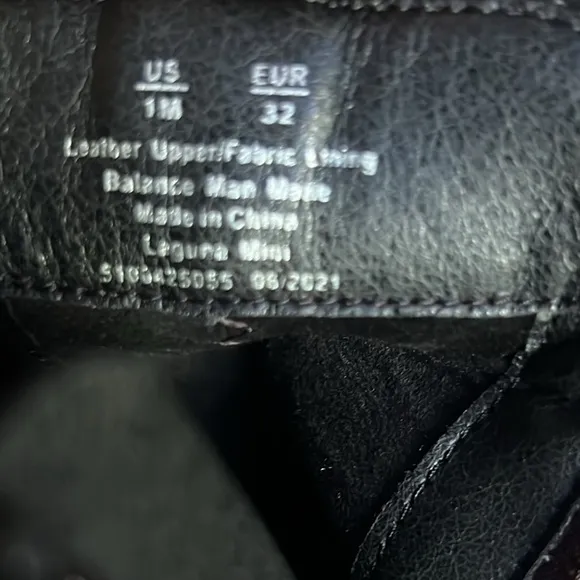 US EUR
1M 32
Leather Upper/Fabric Lining
Balance Man Made
Made in China
Laguna Mini
06/2021